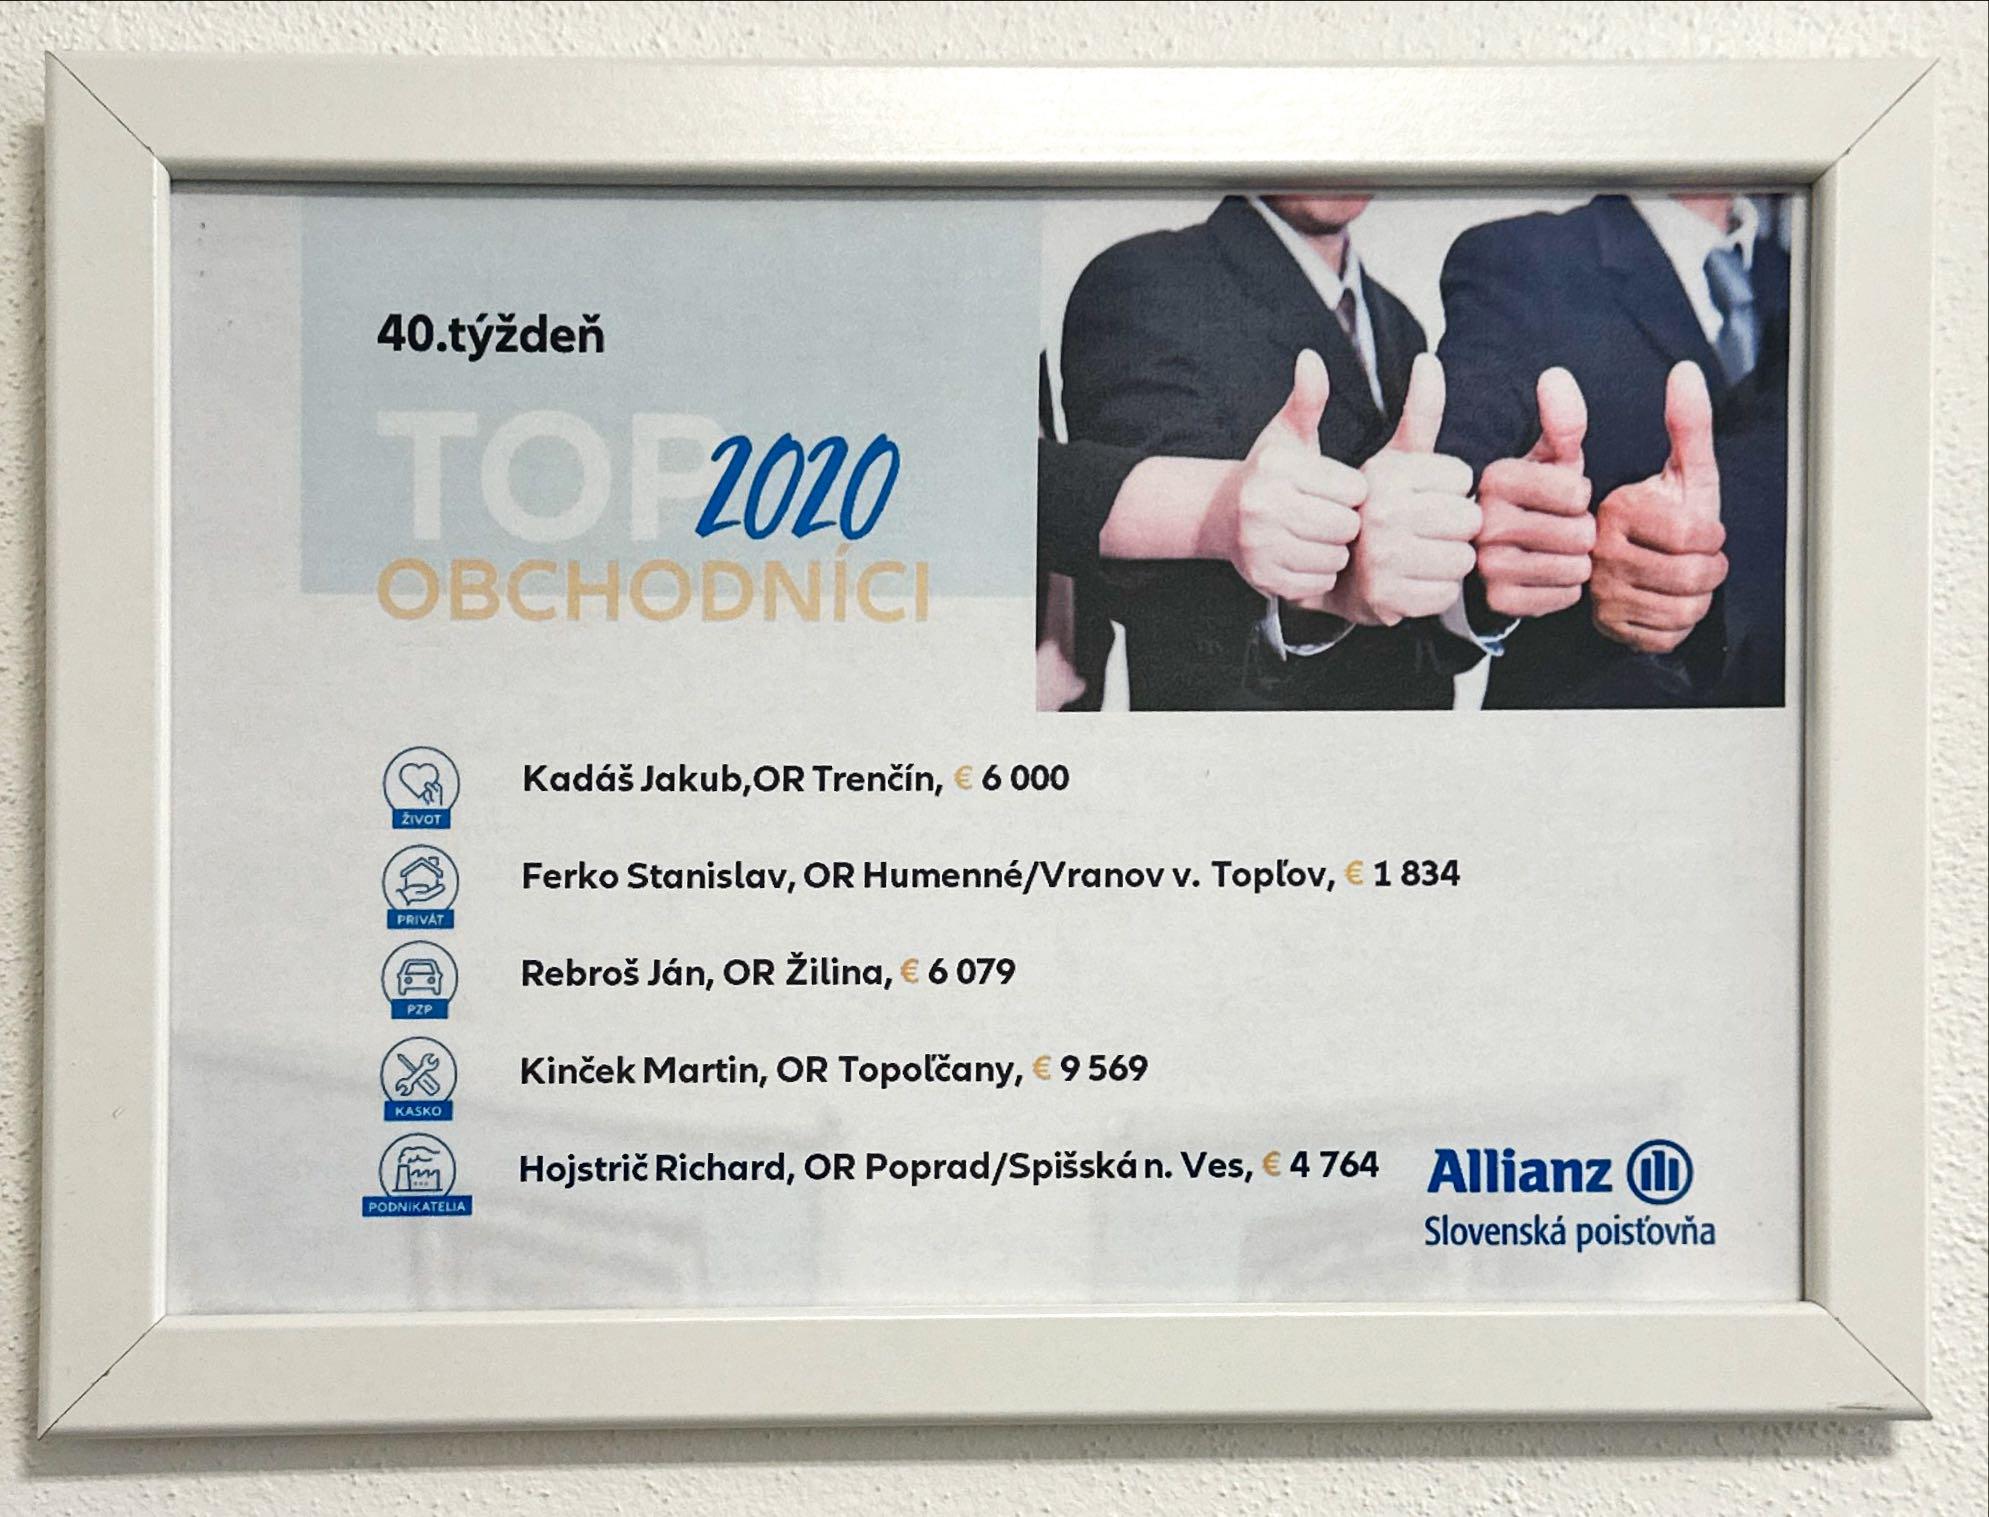 40.týždeň
TOP 2020
OBCHODNÍCI
ŽIVOT
Kadáš Jakub,OR Trenčín, € 6 000
PRIVÁT
Ferko Stanislav, OR Humenné/Vranov v. Topľov, € 1 834
PZP
Rebroš Ján, OR Žilina, € 6 079
KASKO
Kinček Martin, OR Topoľčany, € 9 569
PODNIKATELIA
Hojstrič Richard, OR Poprad/Spišská n. Ves, € 4 764
Allianz
Slovenská poisťovňa